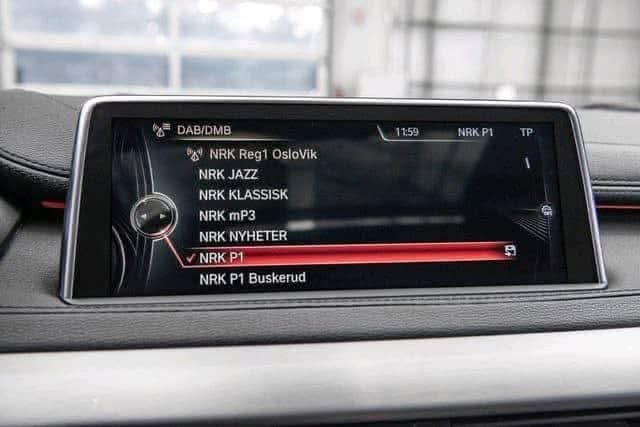 DAB/DMB 11:59 NRK P1 TP
NRK Reg1 OsloVik
NRK JAZZ
NRK KLASSISK
NRK mP3
NRK NYHETER
NRK P1
NRK P1 Buskerud